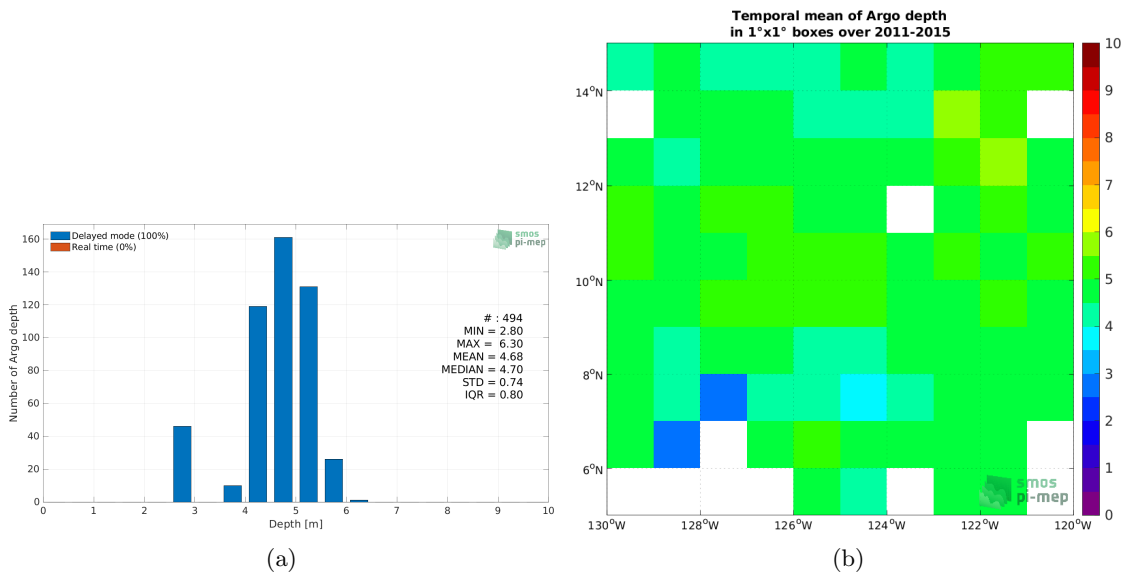 Delayed mode (100%)
Real time (0%)
smos
pi-mep
# : 494
MIN = 2.80
MAX = 6.30
MEAN = 4.68
MEDIAN = 4.70
STD = 0.74
IQR = 0.80
Number of Argo depth
160
140
120
100
80
60
40
20
0
0 1 2 3 4 5 6 7 8 9 10
Depth [m]
(a)
Temporal mean of Argo depth
in 1°x1° boxes over 2011-2015
14°N
12°N
10°N
8°N
6°N
130°W 128°W 126°W 124°W 122°W 120°W
smos
pi-mep
10
9
8
7
6
5
4
3
2
1
0
(b)